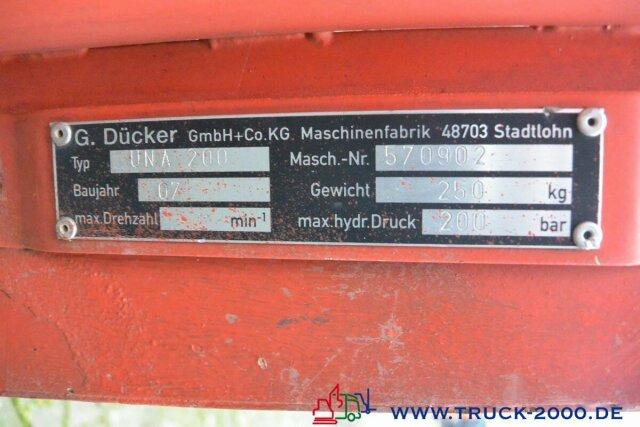 G. Dücker GmbH+Co.KG. Maschinenfabrik 48703 Stadtlohn
Typ UNA 200 Masch.-Nr. 570902
Baujahr 07 Gewicht 250 kg
max.Drehzahl min-1 max.hydr.Druck 200 bar
WWW.TRUCK-2000.DE